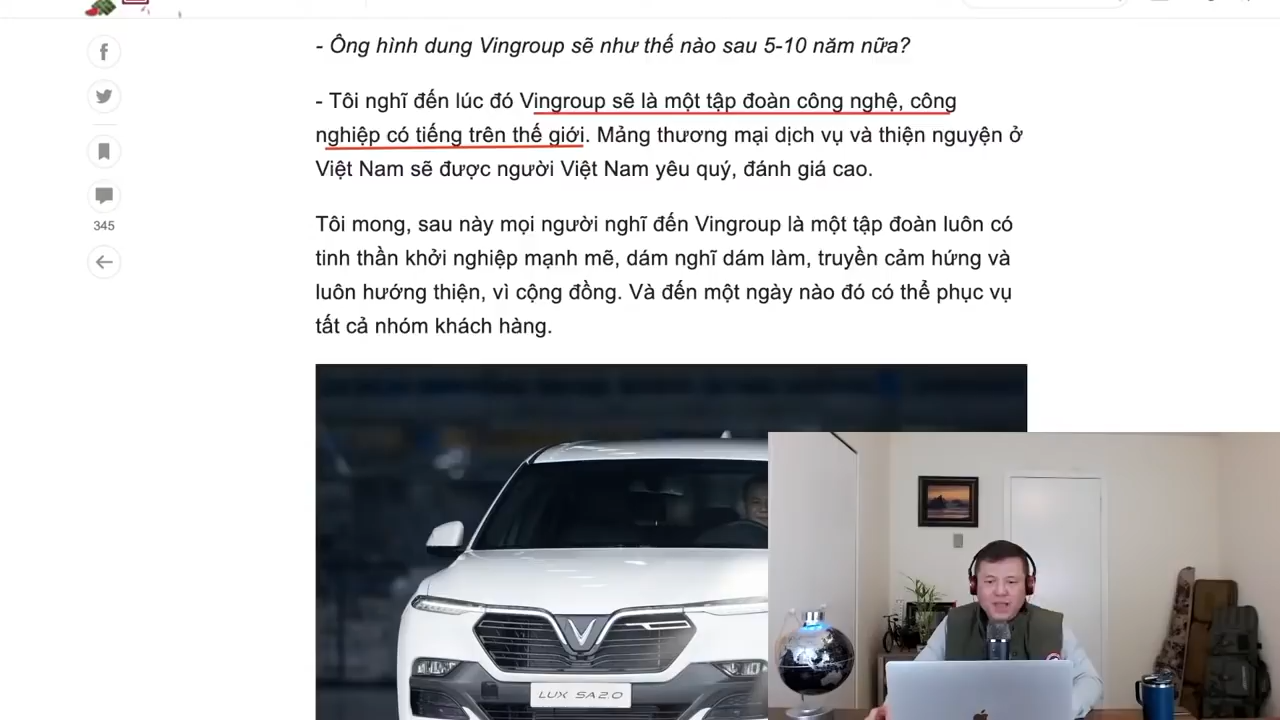 - Ông hình dung Vingroup sẽ như thế nào sau 5-10 năm nữa?
- Tôi nghĩ đến lúc đó Vingroup sẽ là một tập đoàn công nghệ, công
nghiệp có tiếng trên thế giới. Mảng thương mại dịch vụ và thiện nguyện ở
Việt Nam sẽ được người Việt Nam yêu quý, đánh giá cao.
345
Tôi mong, sau này mọi người nghĩ đến Vingroup là một tập đoàn luôn có
tinh thần khởi nghiệp mạnh mẽ, dám nghĩ dám làm, truyền cảm hứng và
luôn hướng thiện, vì cộng đồng. Và đến một ngày nào đó có thể phục vụ
tất cả nhóm khách hàng.
LUX SA2.0